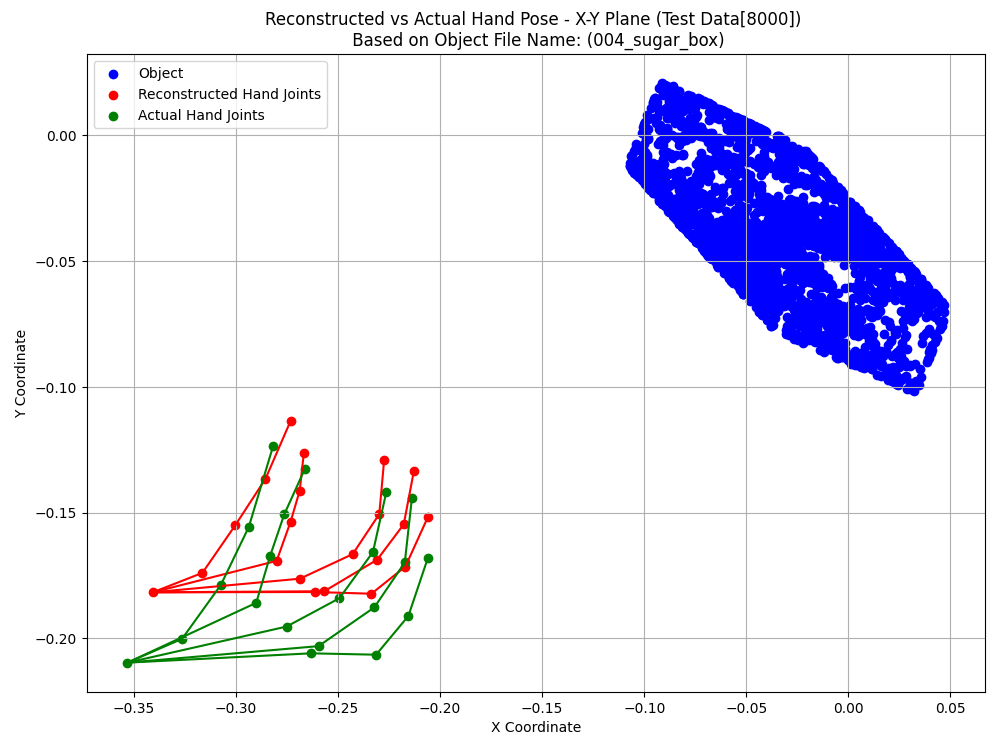 Reconstructed vs Actual Hand Pose - X-Y Plane (Test Data[8000])
Based on Object File Name: (004_sugar_box)
Object
Reconstructed Hand Joints
Actual Hand Joints
0.00
−0.05
−0.10
−0.15
−0.20
Y Coordinate
−0.35
−0.30
−0.25
−0.20
−0.15
−0.10
−0.05
0.00
0.05
X Coordinate